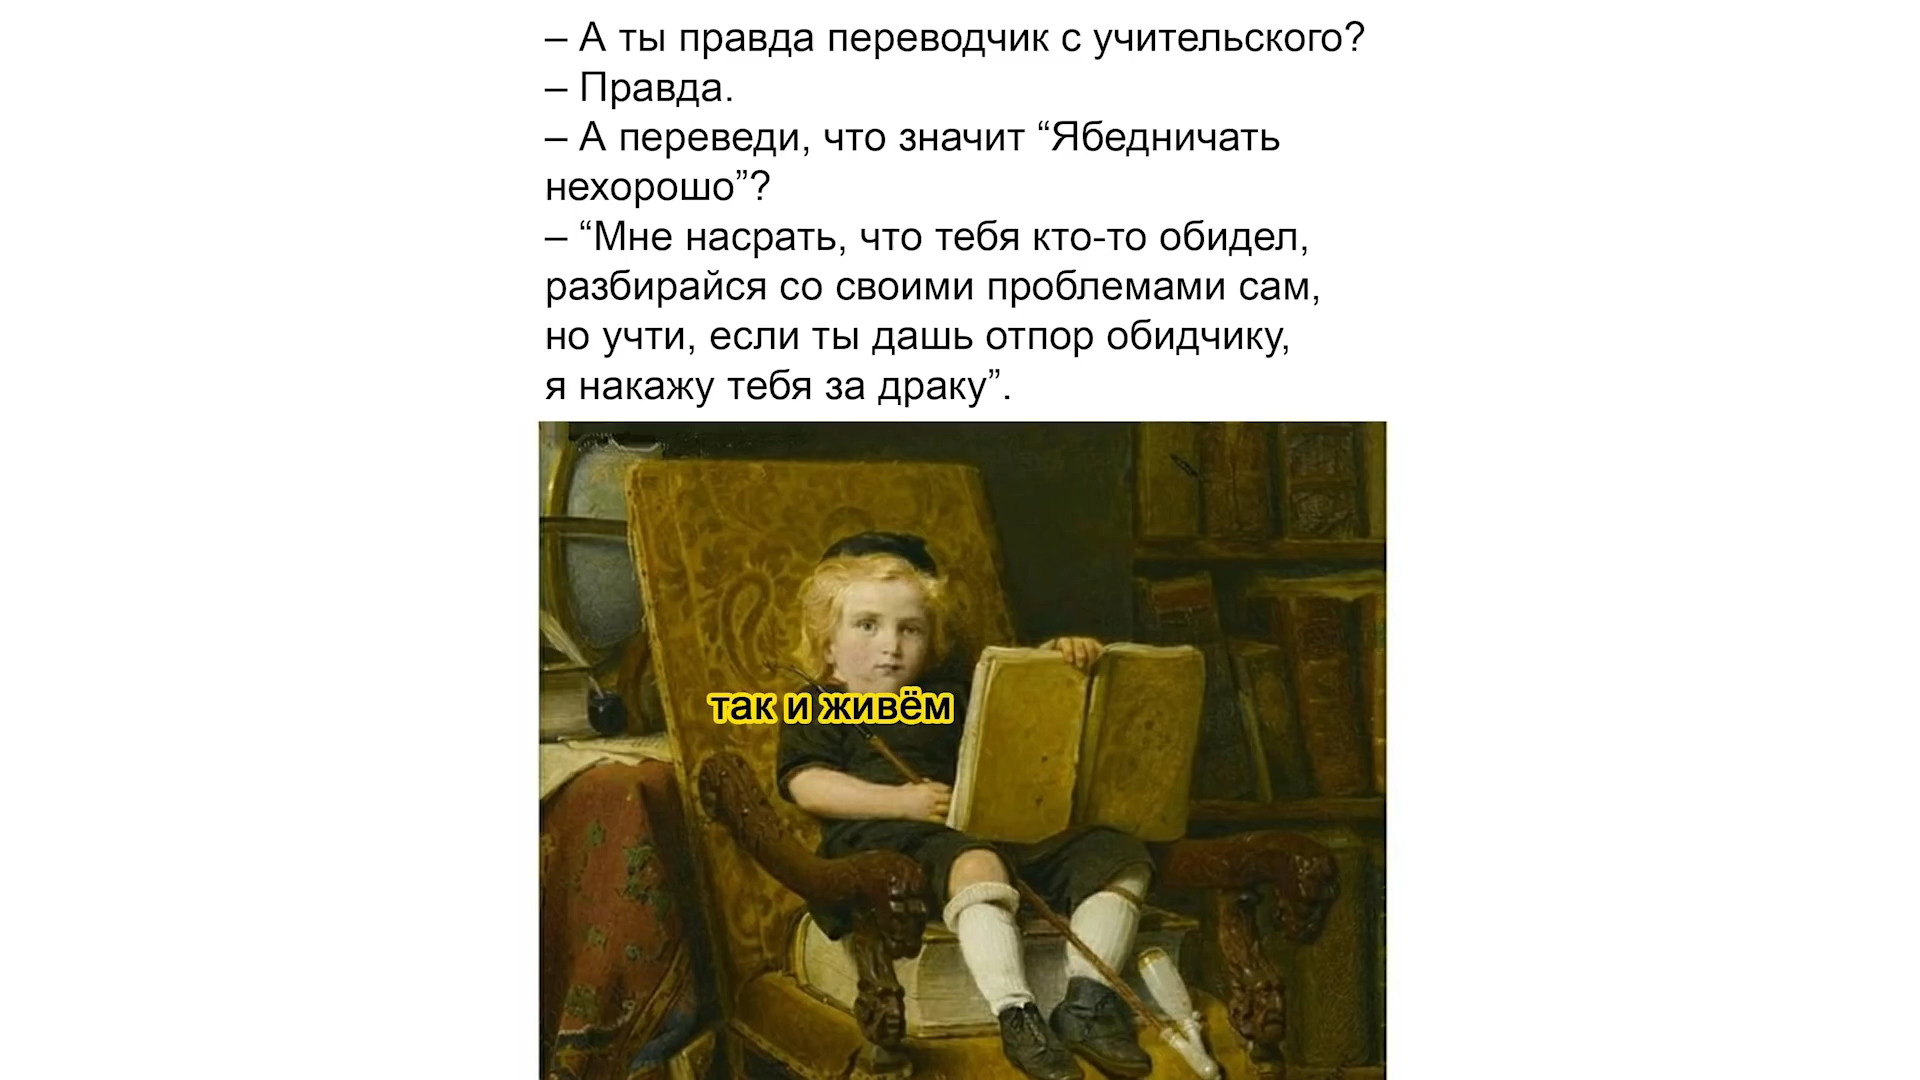 – А ты правда переводчик с учительского?
– Правда.
– А переведи, что значит “Ябедничать
нехорошо”?
– “Мне насрать, что тебя кто-то обидел,
разбирайся со своими проблемами сам,
но учти, если ты дашь отпор обидчику,
я накажу тебя за драку”.
так и живём